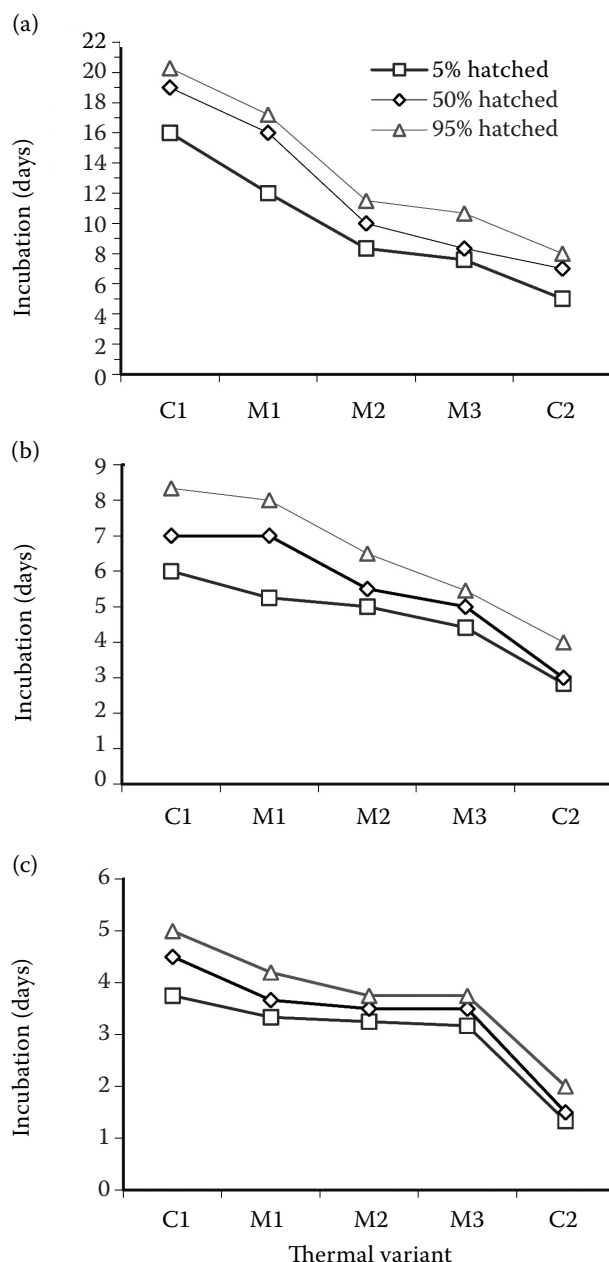 (a)
22
20
18
16
14
12
10
8
6
4
2
0
Incubation (days)
5% hatched
50% hatched
95% hatched
C1 M1 M2 M3 C2
(b)
9
8
7
6
5
4
3
2
1
0
Incubation (days)
C1 M1 M2 M3 C2
(c)
6
5
4
3
2
1
0
Incubation (days)
C1 M1 M2 M3 C2
Thermal variant